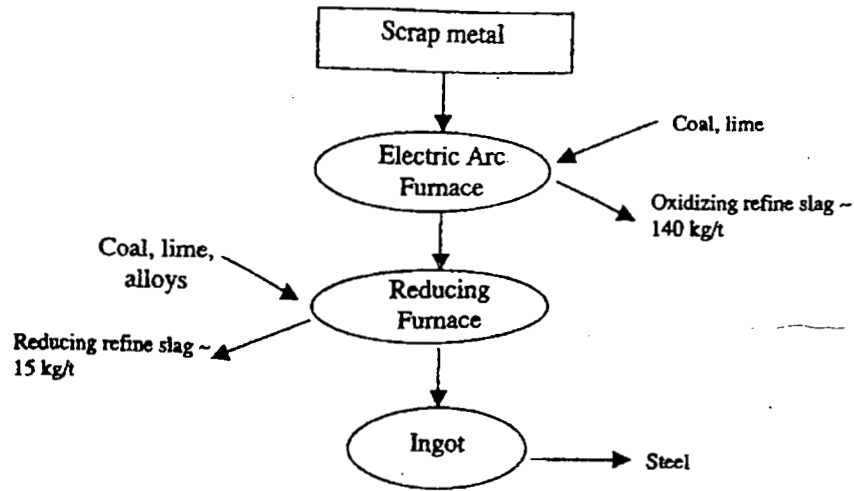 Scrap metal
Coal, lime
Electric Arc
Furnace
Oxidizing refine slag ~
140 kg/t
Coal, lime,
alloys
Reducing
Furnace
Reducing refine slag ~
15 kg/t
Ingot
Steel